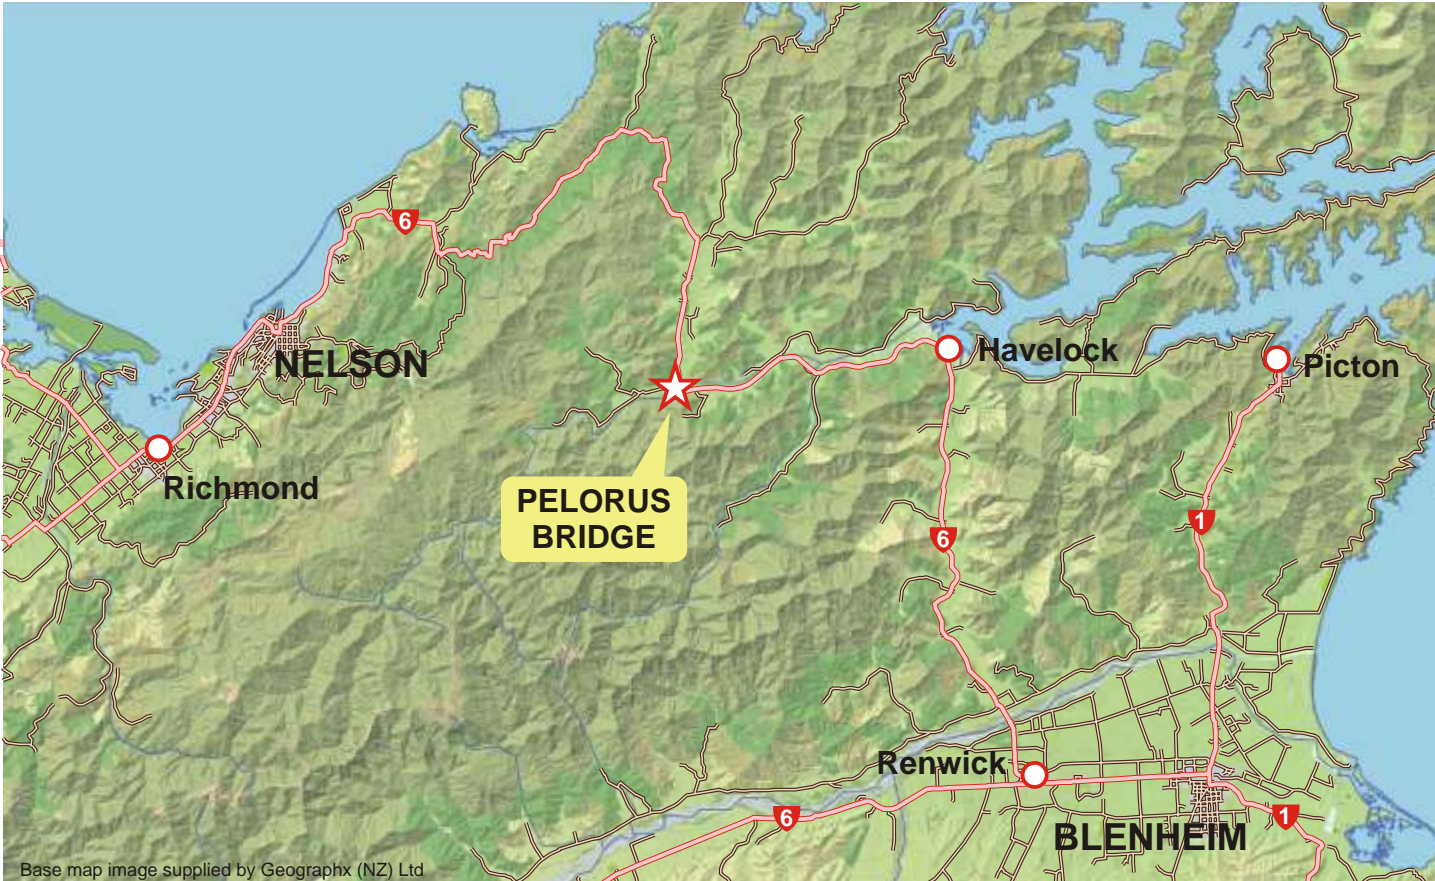 6
NELSON
Havelock
Picton
Richmond
PELORUS
BRIDGE
1
6
Renwick
6
BLENHEIM
1
Base map image supplied by Geographx (NZ) Ltd